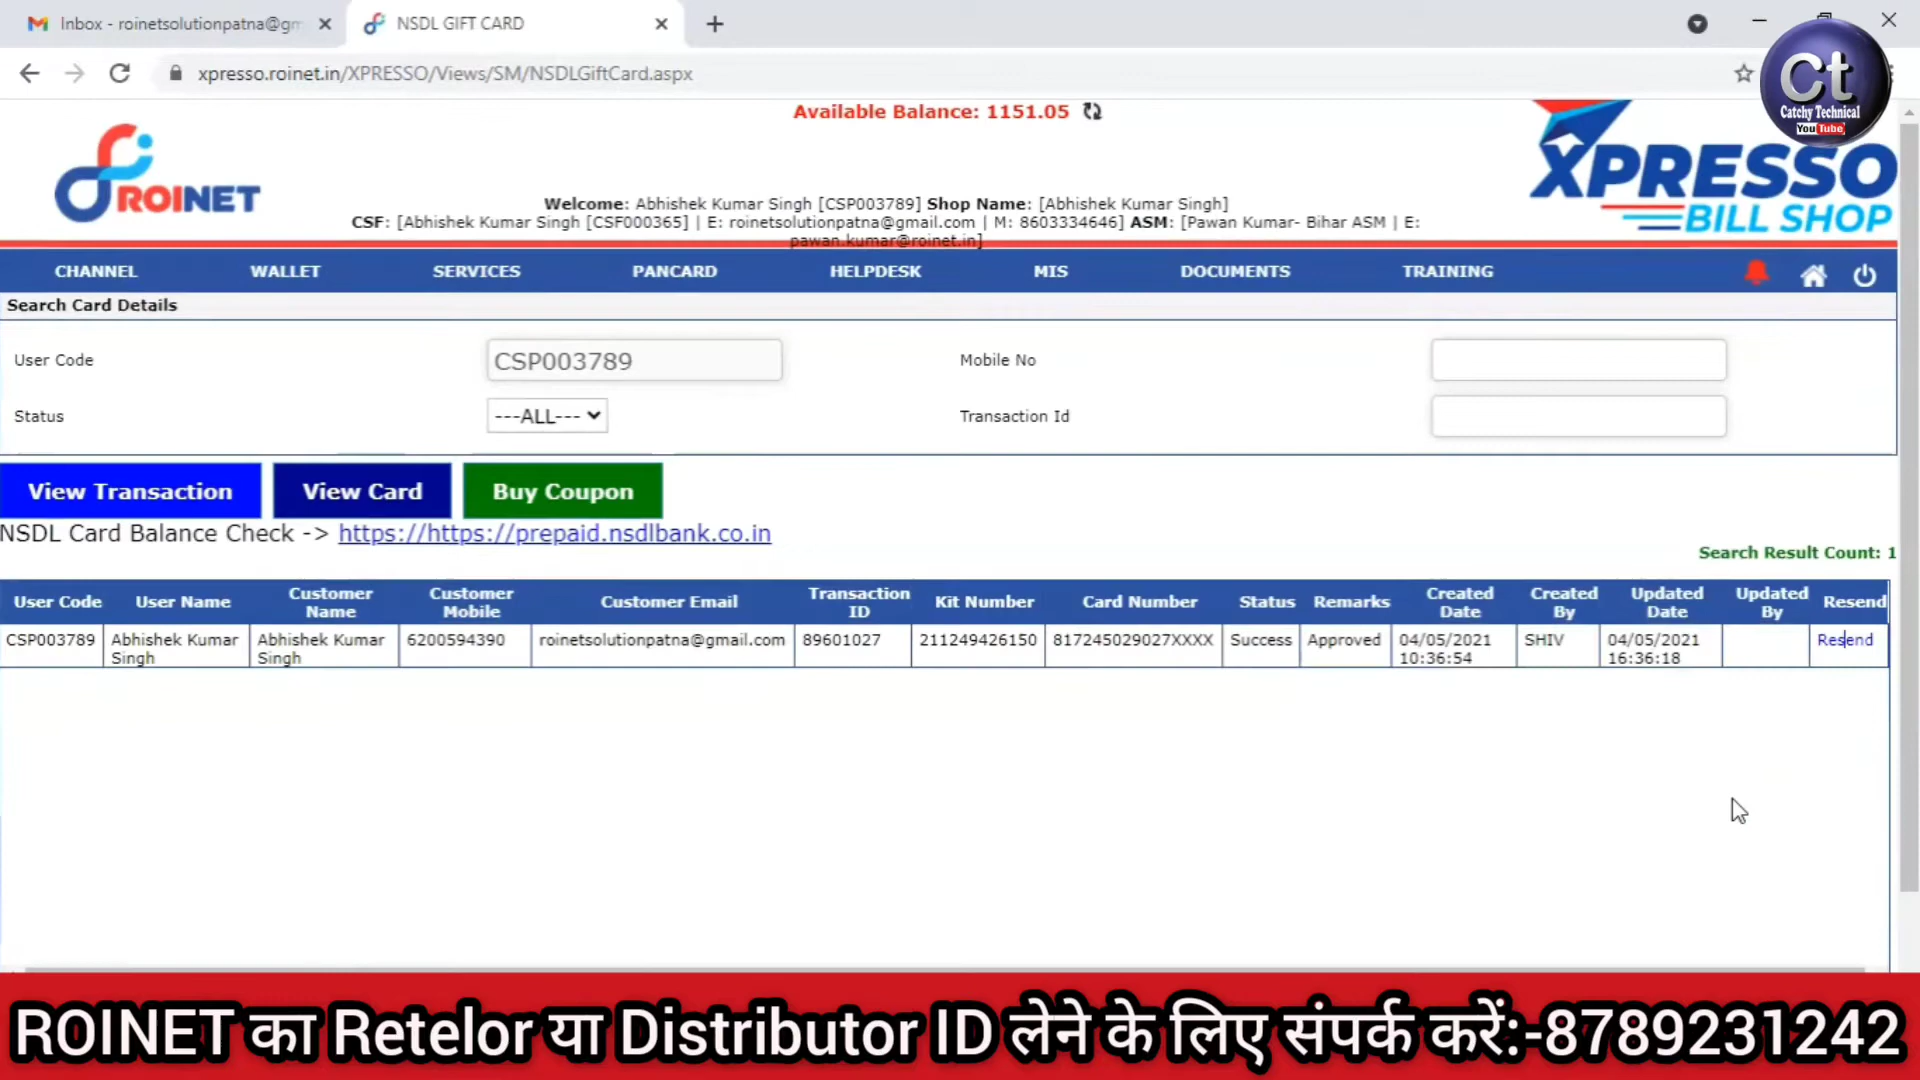 Inbox - roinetsolutionpatna@gm
NSDL GIFT CARD
xpresso.roinet.in/XPRESSO/Views/SM/NSDLGiftCard.aspx
Ct
Catchy Technical
YouTube
Available Balance: 1151.05
ROINET
XPRESSO
BILL SHOP
Welcome: Abhishek Kumar Singh [CSP003789] Shop Name: [Abhishek Kumar Singh]
CSF: [Abhishek Kumar Singh [CSF000365] | E: roinetsolutionpatna@gmail.com | M: 8603334646] ASM: [Pawan Kumar- Bihar ASM | E:
pawan.kumar@roinet.in]
CHANNEL WALLET SERVICES PANCARD HELPDESK MIS DOCUMENTS TRAINING
Search Card Details
User Code CSP003789 Mobile No
Status ---ALL--- Transaction Id
View Transaction View Card Buy Coupon
NSDL Card Balance Check -> https://https://prepaid.nsdlbank.co.in
Search Result Count: 1
User Code User Name Customer Name Customer Mobile Customer Email Transaction ID Kit Number Card Number Status Remarks Created Date Created By Updated Date Updated By Resend
CSP003789 Abhishek Kumar Singh Abhishek Kumar Singh 6200594390 roinetsolutionpatna@gmail.com 89601027 211249426150 817245029027XXXX Success Approved 04/05/2021 10:36:54 SHIV 04/05/2021 16:36:18 Resend
ROINET का Retelor या Distributor ID लेने के लिए संपर्क करें:-8789231242